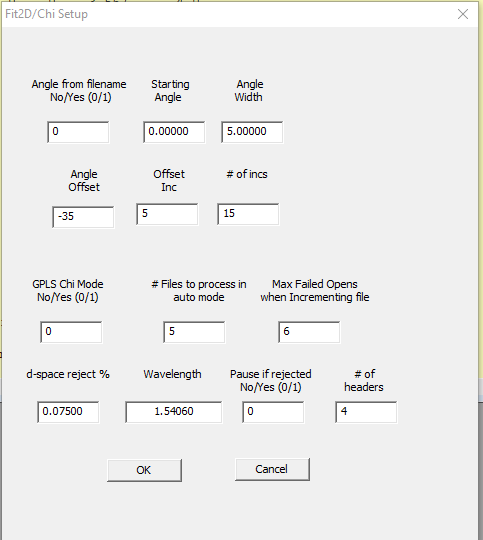 Fit2D/Chi Setup
Angle from filename
No/Yes (0/1)
Starting
Angle
Angle
Width
0
0.00000
5.00000
Angle
Offset
Offset
Inc
# of incs
-35
5
15
GPLS Chi Mode
No/Yes (0/1)
# Files to process in
auto mode
Max Failed Opens
when Incrementing file
0
5
6
d-space reject %
Wavelength
Pause if rejected
No/Yes (0/1)
# of
headers
0.07500
1.54060
0
4
OK
Cancel